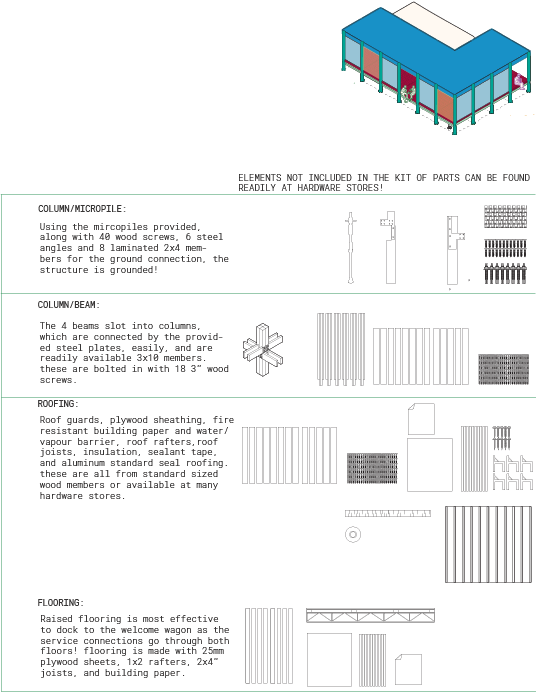 ELEMENTS NOT INCLUDED IN THE KIT OF PARTS CAN BE FOUND
READILY AT HARDWARE STORES!
COLUMN/MICROPILE:
Using the mircopiles provided,
along with 40 wood screws, 6 steel
angles and 8 laminated 2x4 mem-
bers for the ground connection, the
structure is grounded!
COLUMN/BEAM:
The 4 beams slot into columns,
which are connected by the provid-
ed steel plates, easily, and are
readily available 3x10 members.
these are bolted in with 18 3” wood
screws.
ROOFING:
Roof guards, plywood sheathing, fire
resistant building paper and water/
vapour barrier, roof rafters,roof
joists, insulation, sealant tape,
and aluminum standard seal roofing.
these are all from standard sized
wood members or available at many
hardware stores.
FLOORING:
Raised flooring is most effective
to dock to the welcome wagon as the
service connections go through both
floors! flooring is made with 25mm
plywood sheets, 1x2 rafters, 2x4”
joists, and building paper.